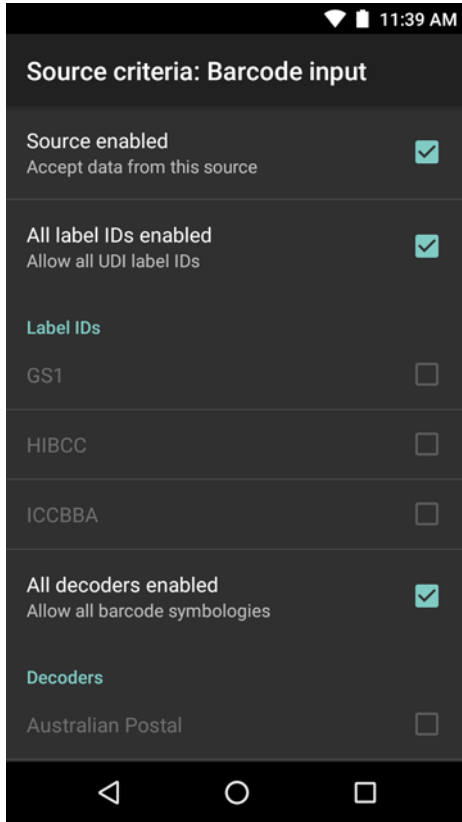 11:39 AM
Source criteria: Barcode input
Source enabled
Accept data from this source
All label IDs enabled
Allow all UDI label IDs
Label IDs
GS1
HIBCC
ICCBBA
All decoders enabled
Allow all barcode symbologies
Decoders
Australian Postal